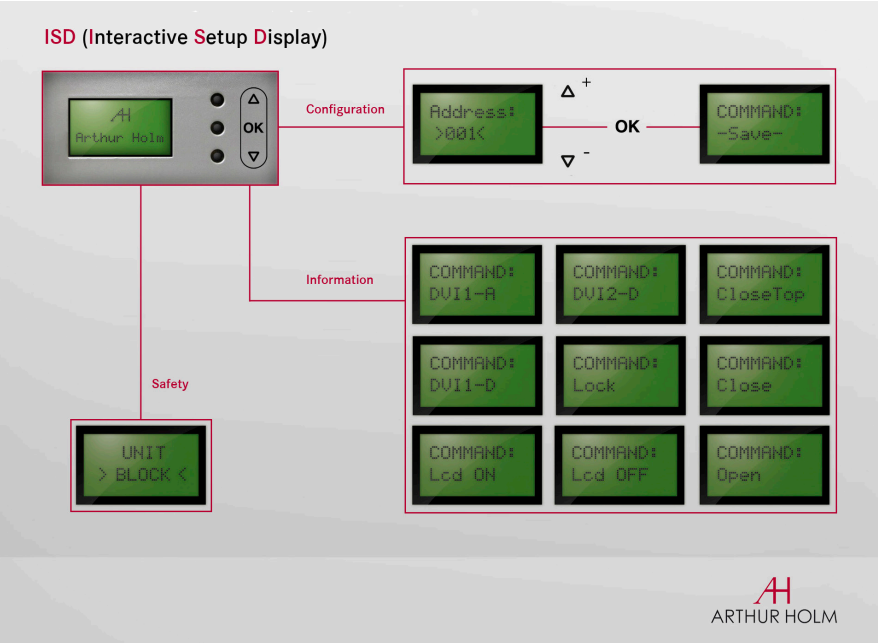 ISD (Interactive Setup Display)
AH
Arthur Holm
OK
Configuration
Address:
>001<
+
OK
-
COMMAND:
-Save-
Information
COMMAND:
DVI1-A
COMMAND:
DVI2-D
COMMAND:
CloseTop
COMMAND:
DVI1-D
COMMAND:
Lock
COMMAND:
Close
COMMAND:
Lcd ON
COMMAND:
Lcd OFF
COMMAND:
Open
Safety
UNIT
> BLOCK <
AH
ARTHUR HOLM